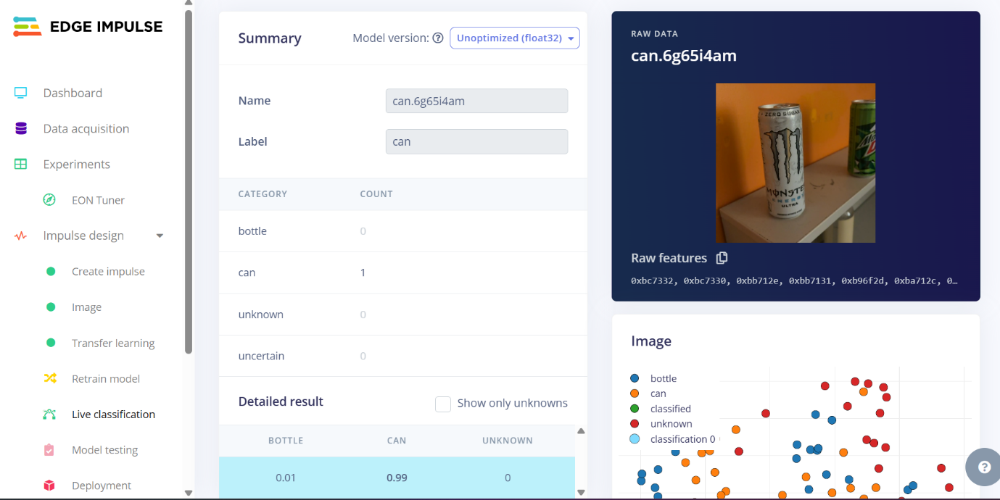 EDGE IMPULSE
Dashboard
Data acquisition
Experiments
EON Tuner
Impulse design
Create impulse
Image
Transfer learning
Retrain model
Live classification
Model testing
Deployment
Summary
Model version: ? Unoptimized (float32)
Name can.6g65i4am
Label can
CATEGORY COUNT
bottle 0
can 1
unknown 0
uncertain 0
Detailed result Show only unknowns
BOTTLE CAN UNKNOWN
0.01 0.99 0
RAW DATA
can.6g65i4am
ZERO SUGAR
MONSTER
ENERGY
ULTRA
Raw features
0xbc7332, 0xbc7330, 0xbb712e, 0xbb7131, 0xb96f2d, 0xba712c, 0…
Image
bottle
can
classified
unknown
classification 0
?